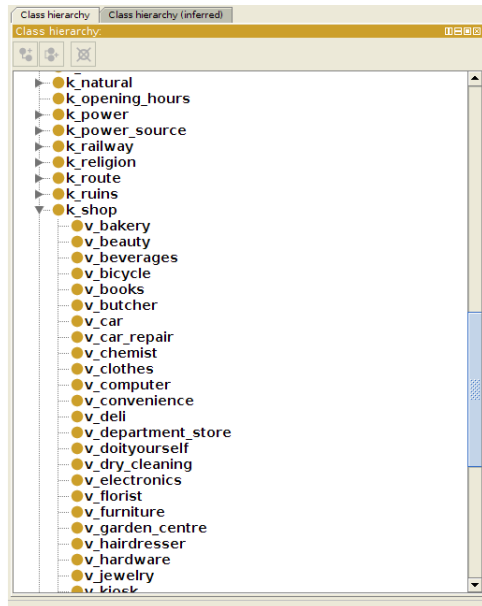 Class hierarchy Class hierarchy (inferred)
Class hierarchy:
k_natural
k_opening_hours
k_power
k_power_source
k_railway
k_religion
k_route
k_ruins
k_shop
v_bakery
v_beauty
v_beverages
v_bicycle
v_books
v_butcher
v_car
v_car_repair
v_chemist
v_clothes
v_computer
v_convenience
v_deli
v_department_store
v_doityourself
v_dry_cleaning
v_electronics
v_florist
v_furniture
v_garden_centre
v_hairdresser
v_hardware
v_jewelry
v_kiosk